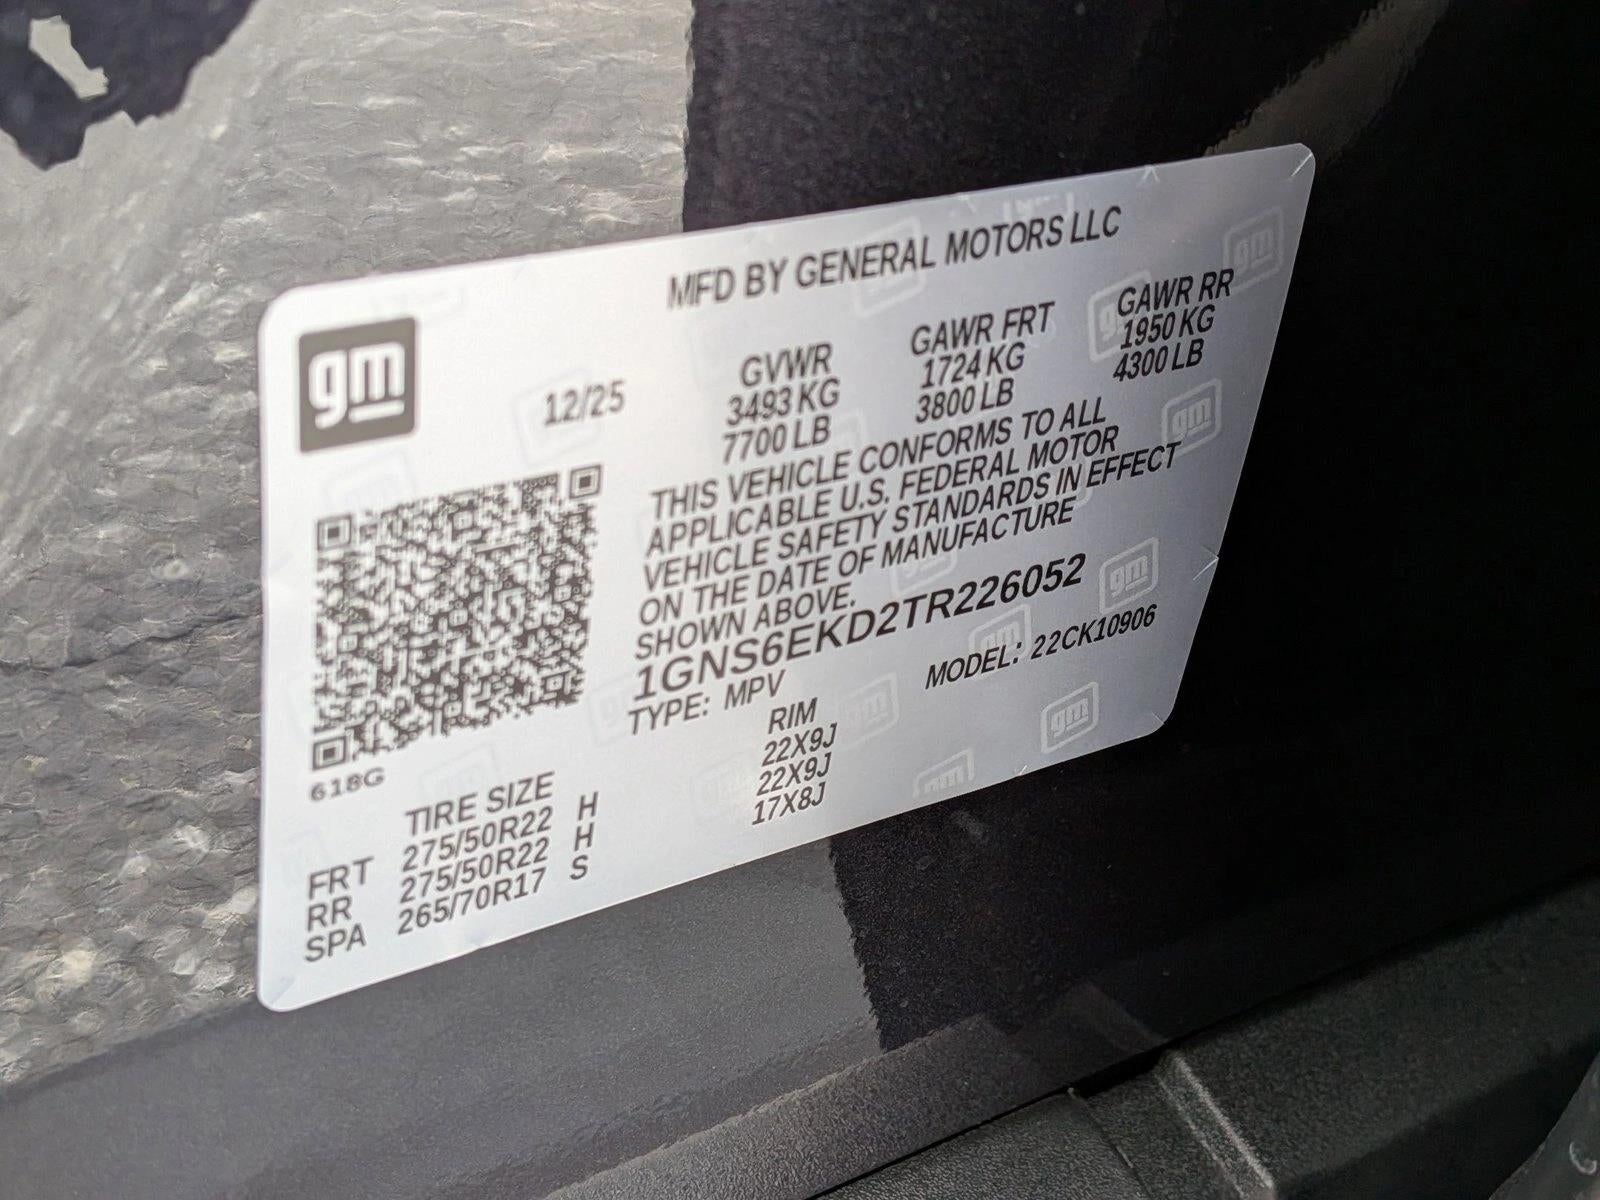 MFD BY GENERAL MOTORS LLC
gm
12/25
GVWR GAWR FRT GAWR RR
3493 KG 1724 KG 1950 KG
7700 LB 3800 LB 4300 LB
THIS VEHICLE CONFORMS TO ALL
APPLICABLE U.S. FEDERAL MOTOR
VEHICLE SAFETY STANDARDS IN EFFECT
ON THE DATE OF MANUFACTURE
SHOWN ABOVE.
1GNS6EKD2TR226052
TYPE: MPV MODEL: 22CK10906
618G
TIRE SIZE RIM
FRT 275/50R22 H 22X9J
RR 275/50R22 H 22X9J
SPA 265/70R17 S 17X8J